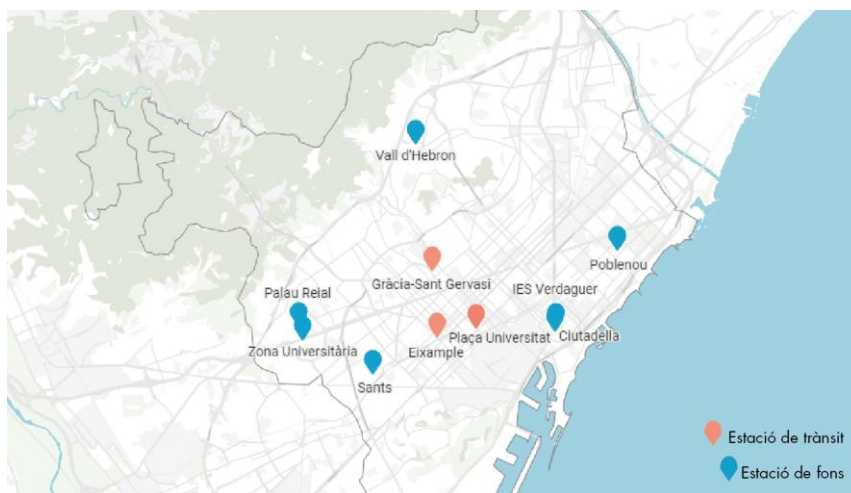 Vall d'Hebron
Poblenou
Gràcia-Sant Gervasi
Palau Reial
IES Verdaguer
Plaça Universitat
Ciutadella
Zona Universitària
Eixample
Sants
Estació de trànsit
Estació de fons